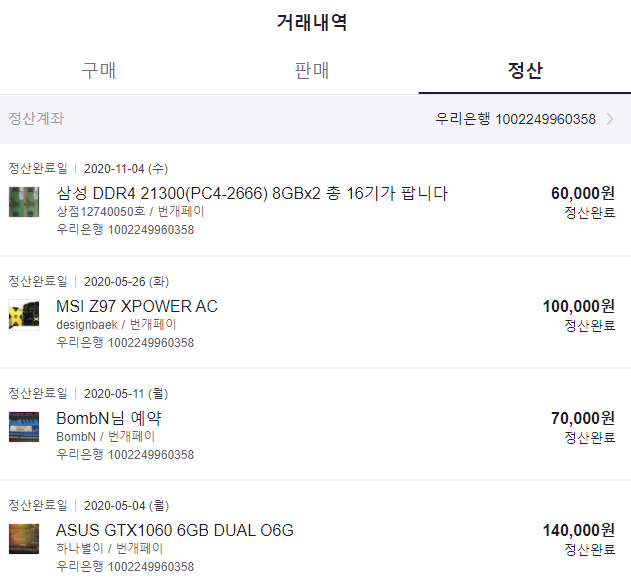 거래내역
구매 판매 정산
정산계좌 우리은행 1002249960358
정산완료일 | 2020-11-04 (수)
삼성 DDR4 21300(PC4-2666) 8GBx2 총 16기가 팝니다 60,000원
상점12740050호 / 번개페이 정산완료
우리은행 1002249960358
정산완료일 | 2020-05-26 (화)
MSI Z97 XPOWER AC 100,000원
designbaek / 번개페이 정산완료
우리은행 1002249960358
정산완료일 | 2020-05-11 (월)
BombN님 예약 70,000원
BombN / 번개페이 정산완료
우리은행 1002249960358
정산완료일 | 2020-05-04 (월)
ASUS GTX1060 6GB DUAL O6G 140,000원
하나별이 / 번개페이 정산완료
우리은행 1002249960358